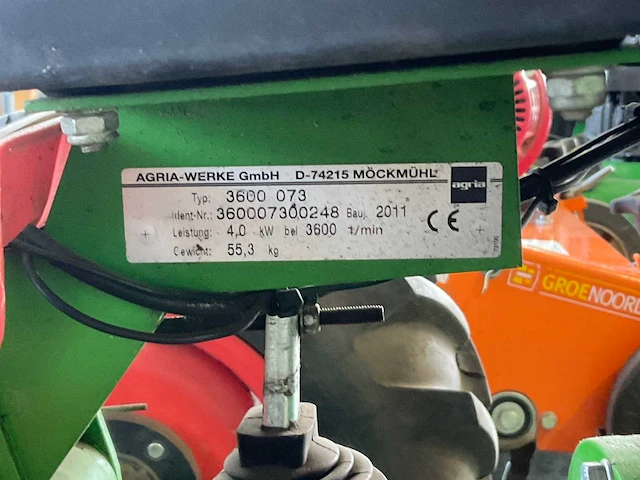 AGRIA-WERKE GmbH D-74215 MÖCKMÜHL
agria
Typ: 3600 073
Ident-Nr.: 360007300248 Bauj. 2011
CE
Leistung: 4,0 kW bei 3600 1/min
Gewicht: 55,3 kg
GROENOORD